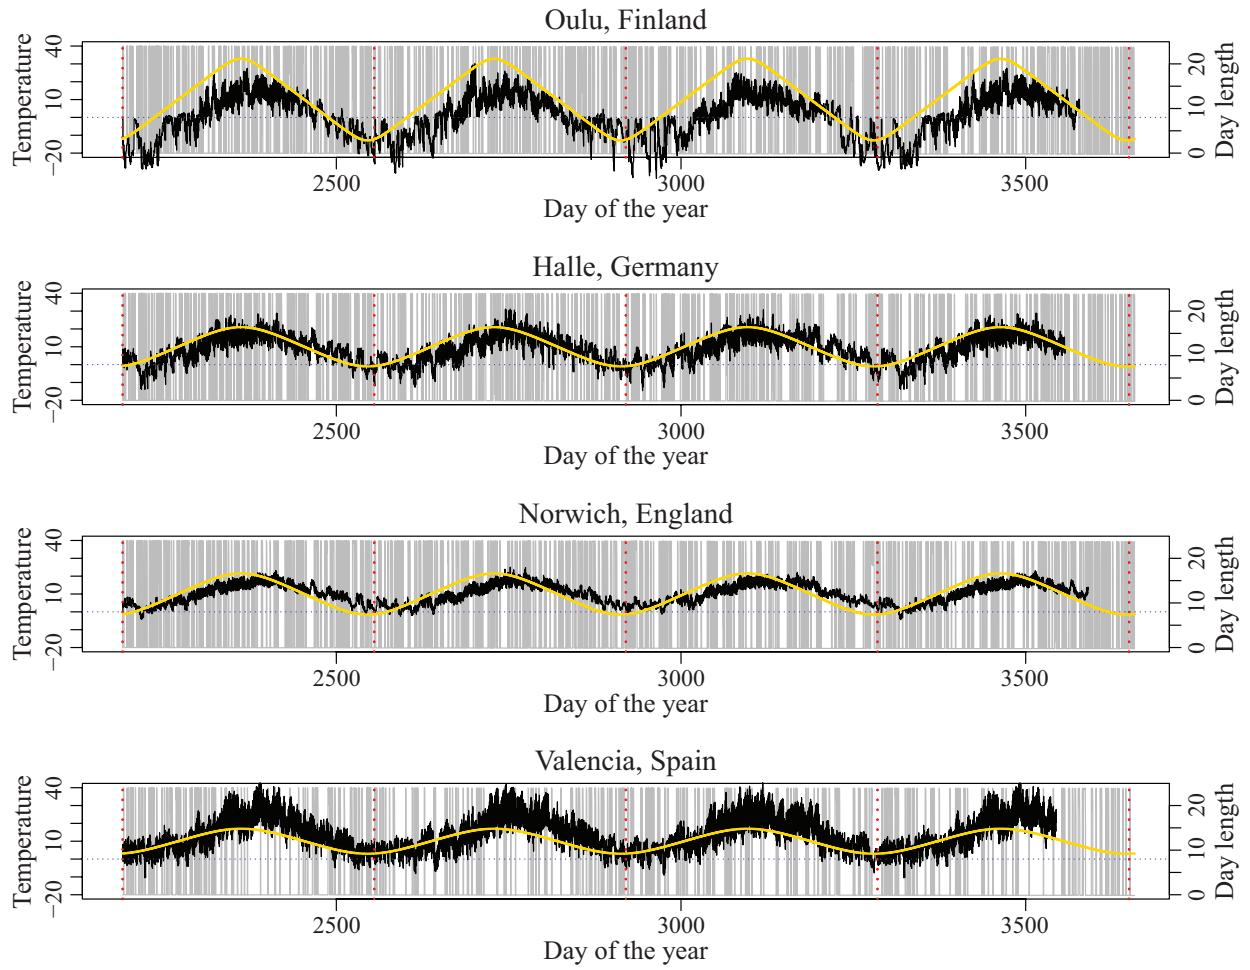 Oulu, Finland
Temperature
40
10
−20
20
10
0
Day length
2500
3000
3500
Day of the year
Halle, Germany
Temperature
40
10
−20
20
10
0
Day length
2500
3000
3500
Day of the year
Norwich, England
Temperature
40
10
−20
20
10
0
Day length
2500
3000
3500
Day of the year
Valencia, Spain
Temperature
40
10
−20
20
10
0
Day length
2500
3000
3500
Day of the year